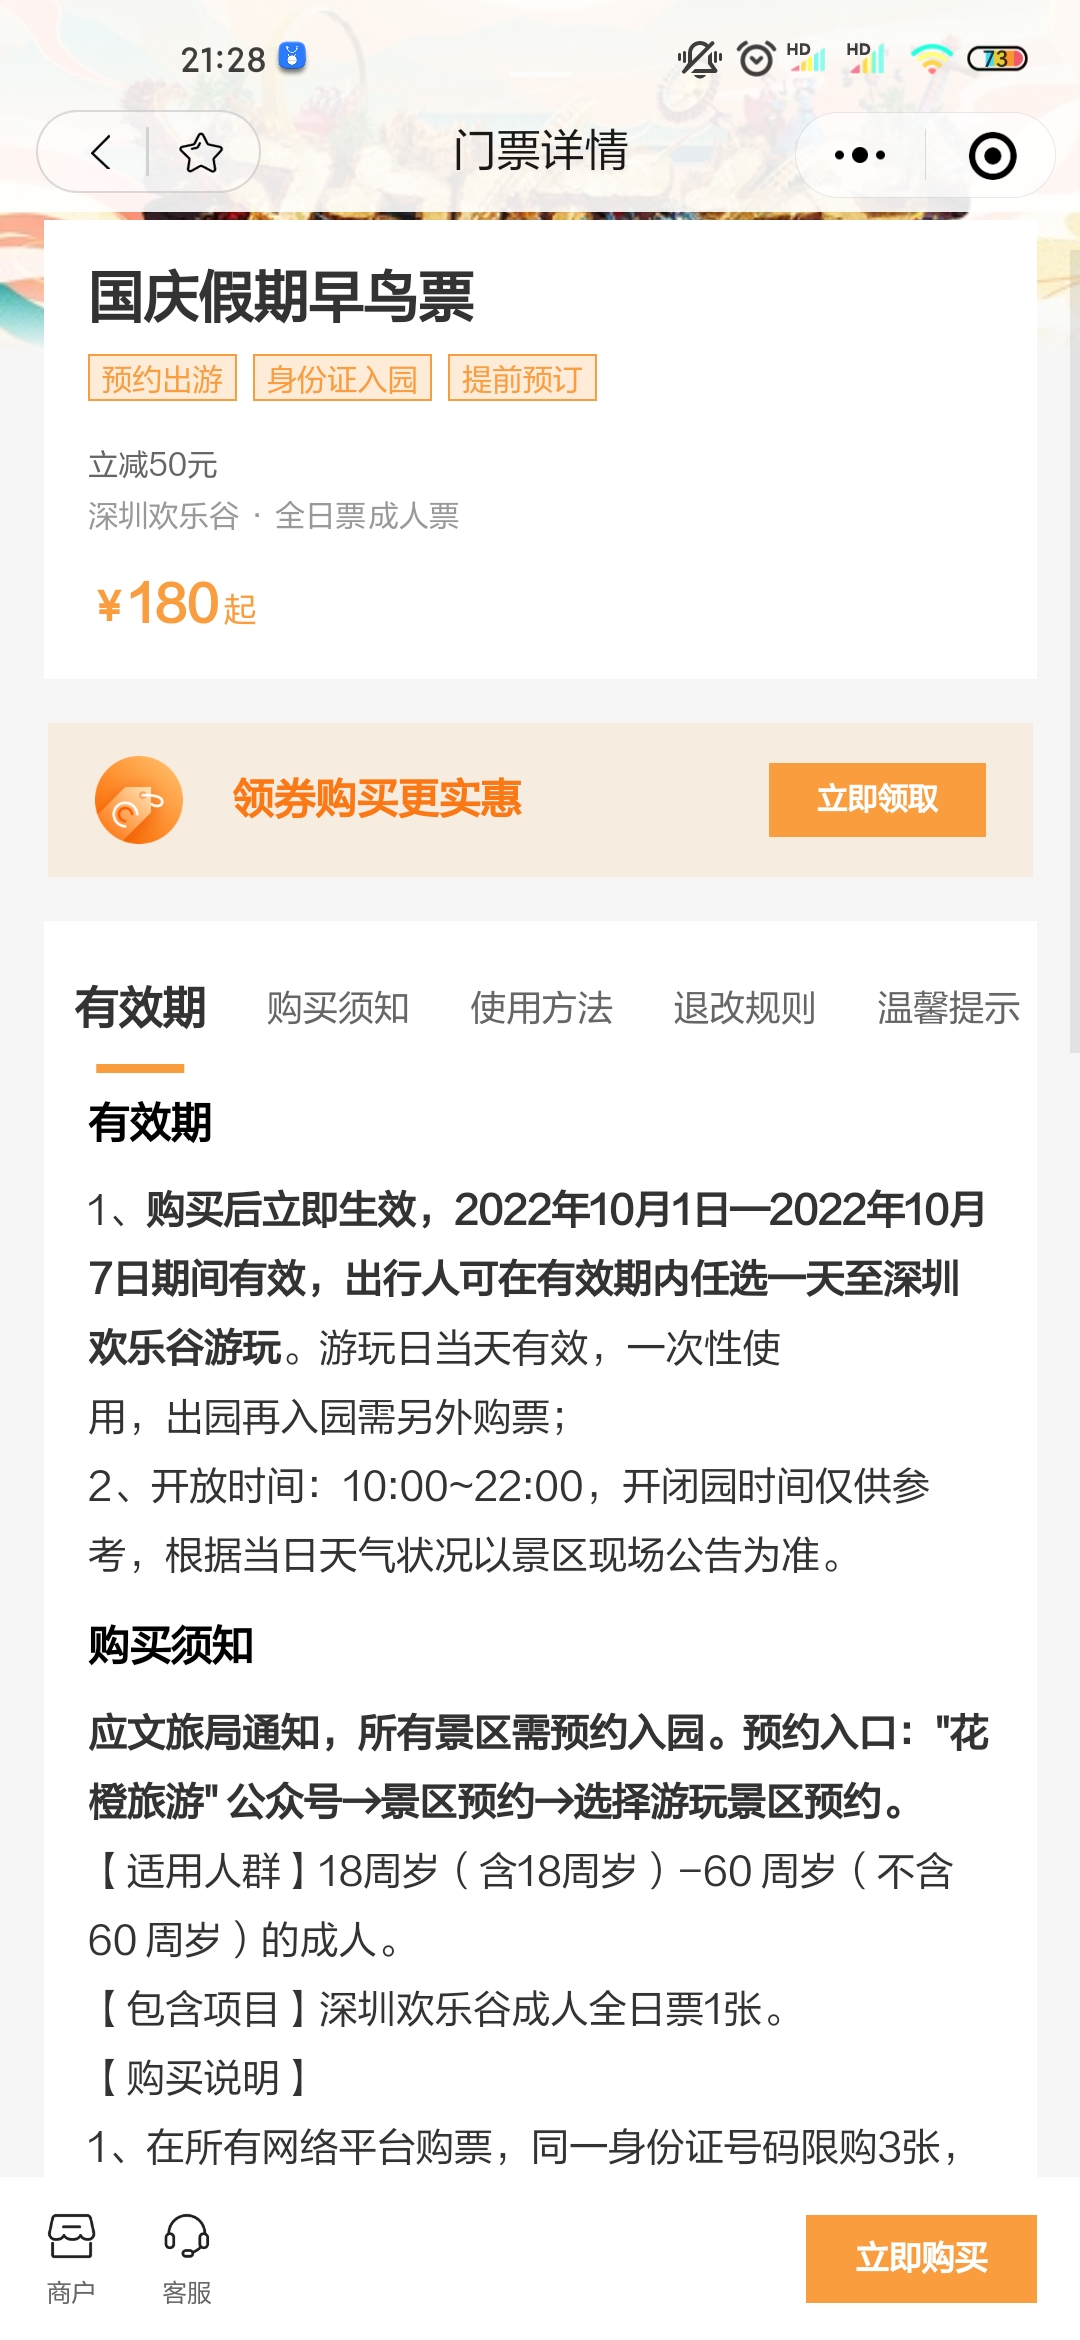 21:28
HD HD 73
门票详情
国庆假期早鸟票
预约出游 身份证入园 提前预订
立减50元
深圳欢乐谷 · 全日票成人票
¥180起
领券购买更实惠 立即领取
有效期 购买须知 使用方法 退改规则 温馨提示
有效期
1、购买后立即生效，2022年10月1日—2022年10月
7日期间有效，出行人可在有效期内任选一天至深圳
欢乐谷游玩。游玩日当天有效，一次性使
用，出园再入园需另外购票；
2、开放时间：10:00~22:00，开闭园时间仅供参
考，根据当日天气状况以景区现场公告为准。
购买须知
应文旅局通知，所有景区需预约入园。预约入口："花
橙旅游" 公众号→景区预约→选择游玩景区预约。
【适用人群】18周岁（含18周岁）-60 周岁（不含
60 周岁）的成人。
【包含项目】深圳欢乐谷成人全日票1张。
【购买说明】
1、在所有网络平台购票，同一身份证号码限购3张，
商户 客服 立即购买